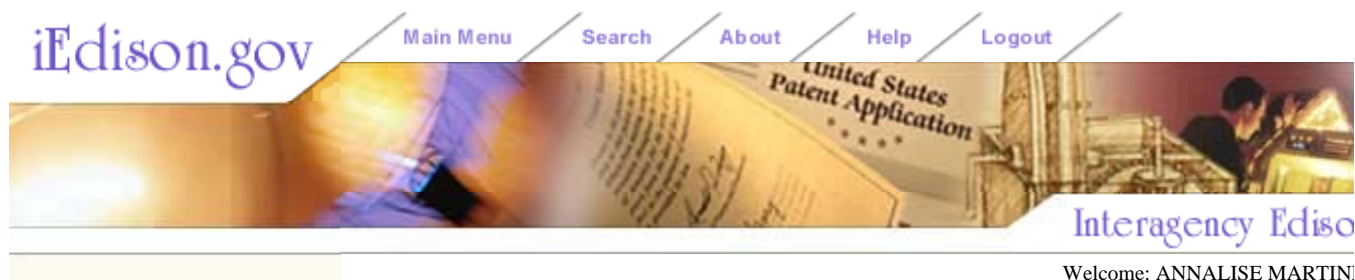 iEdison.gov
Main Menu Search About Help Logout
United States
Patent Application
Interagency Ediso
Welcome: ANNALISE MARTIN